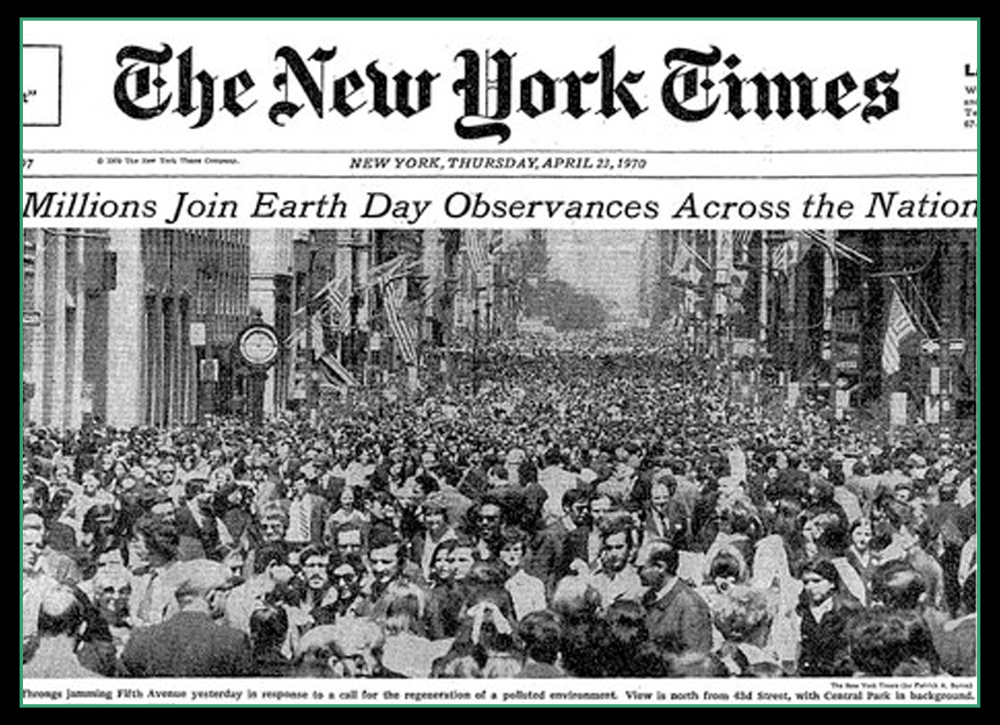 The New York Times
© 1970 The New York Times Company.
NEW YORK, THURSDAY, APRIL 23, 1970
Millions Join Earth Day Observances Across the Nation
The New York Times (by Patrick A. Burns)
Throngs jamming Fifth Avenue yesterday in response to a call for the regeneration of a polluted environment. View is north from 43d Street, with Central Park in background.